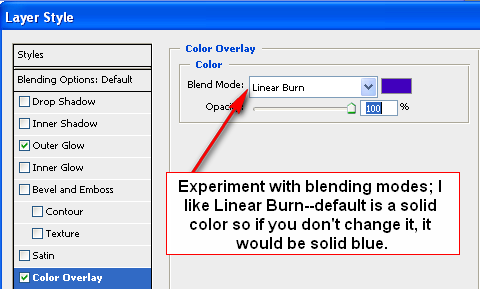 Layer Style
Styles
Blending Options: Default
Drop Shadow
Inner Shadow
Outer Glow
Inner Glow
Bevel and Emboss
Contour
Texture
Satin
Color Overlay
Color Overlay
Color
Blend Mode: Linear Burn
Opacity: 100 %
Experiment with blending modes; I
like Linear Burn--default is a solid
color so if you don't change it, it
would be solid blue.